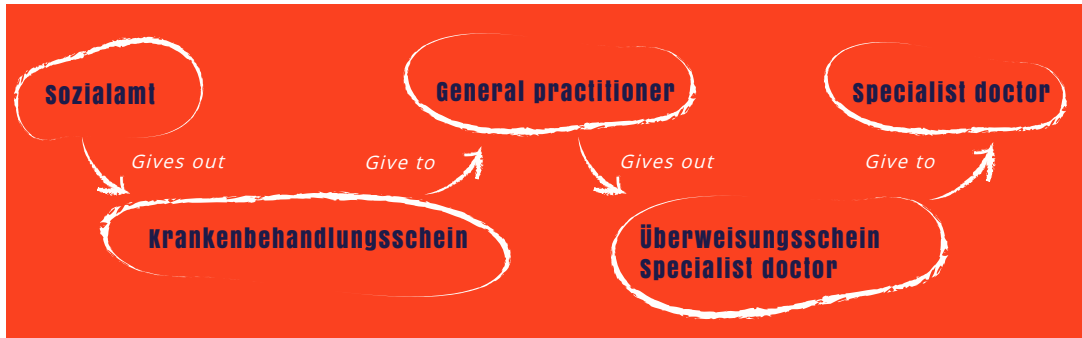 Sozialamt
Gives out
Krankenbehandlungsschein
Give to
General practitioner
Gives out
Überweisungsschein
Specialist doctor
Give to
Specialist doctor